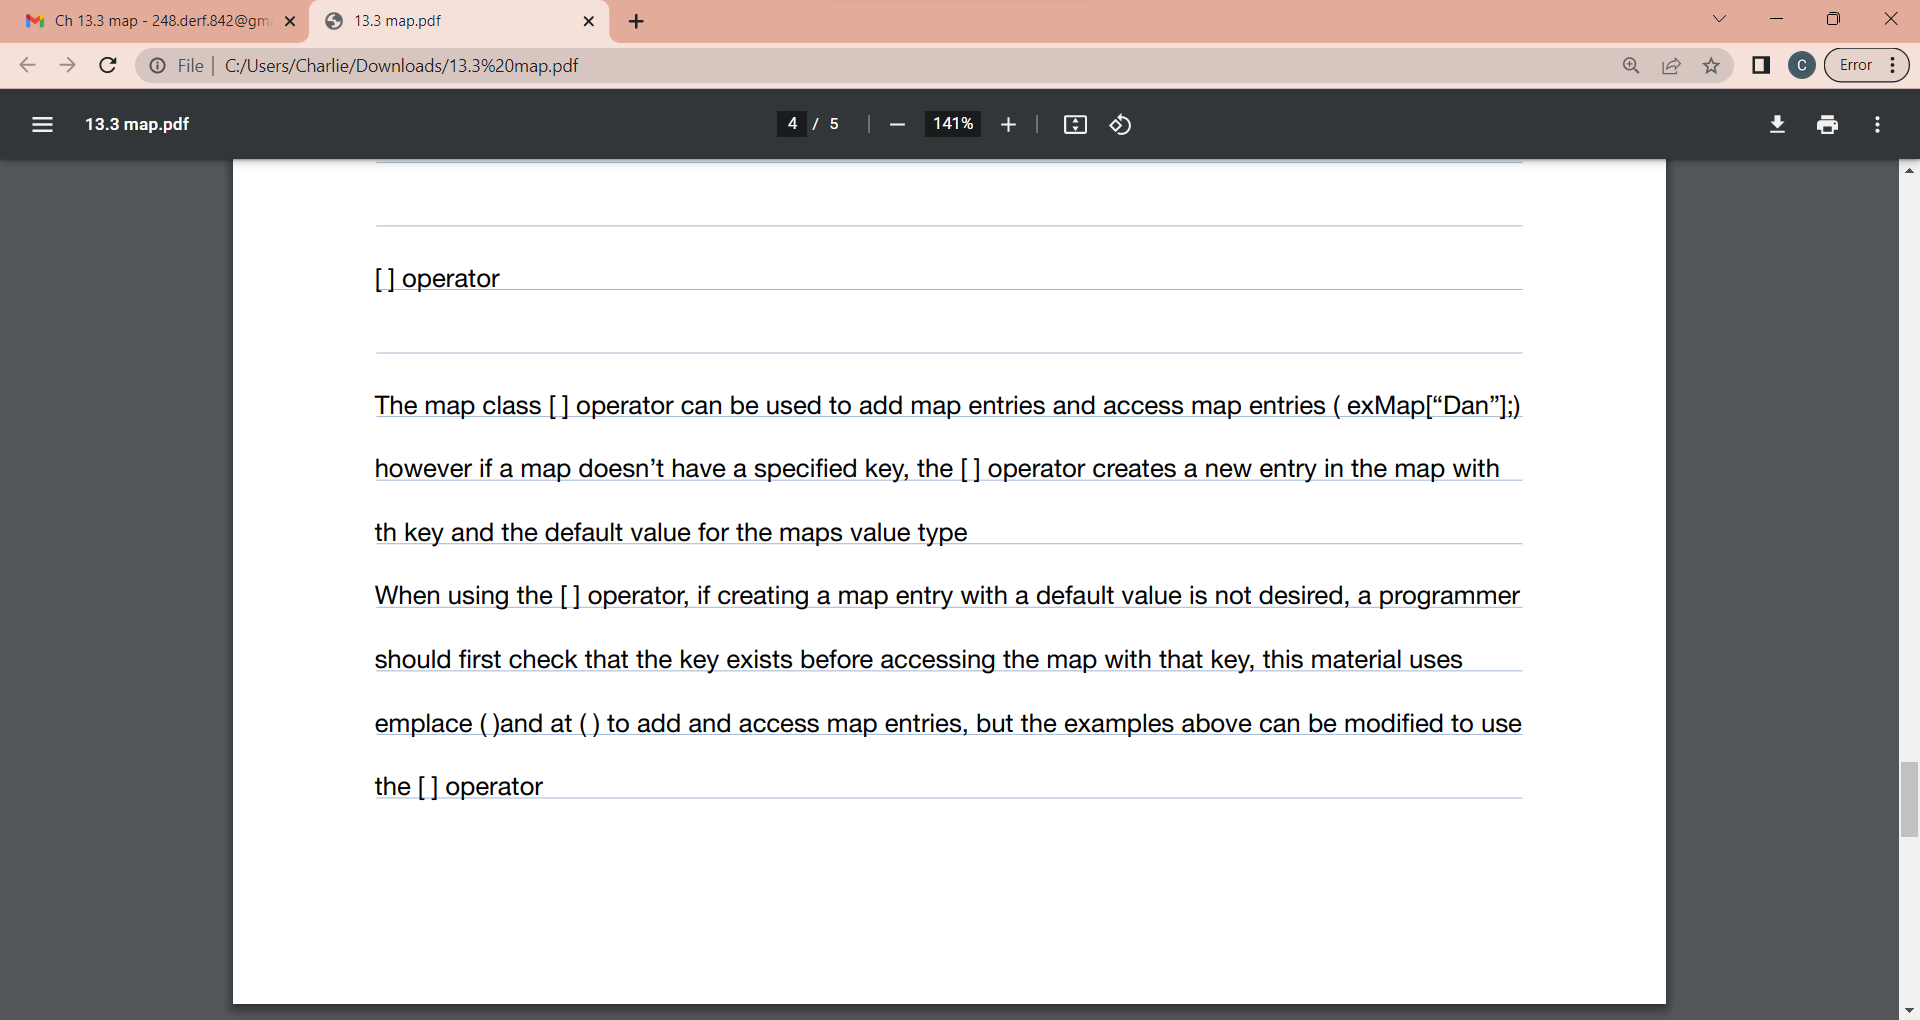 Ch 13.3 map - 248.derf.842@gm
13.3 map.pdf
File | C:/Users/Charlie/Downloads/13.3%20map.pdf
C
Error
13.3 map.pdf
4 / 5
141%
[ ] operator
The map class [ ] operator can be used to add map entries and access map entries ( exMap[“Dan”];)
however if a map doesn’t have a specified key, the [ ] operator creates a new entry in the map with
th key and the default value for the maps value type
When using the [ ] operator, if creating a map entry with a default value is not desired, a programmer
should first check that the key exists before accessing the map with that key, this material uses
emplace ( )and at ( ) to add and access map entries, but the examples above can be modified to use
the [ ] operator